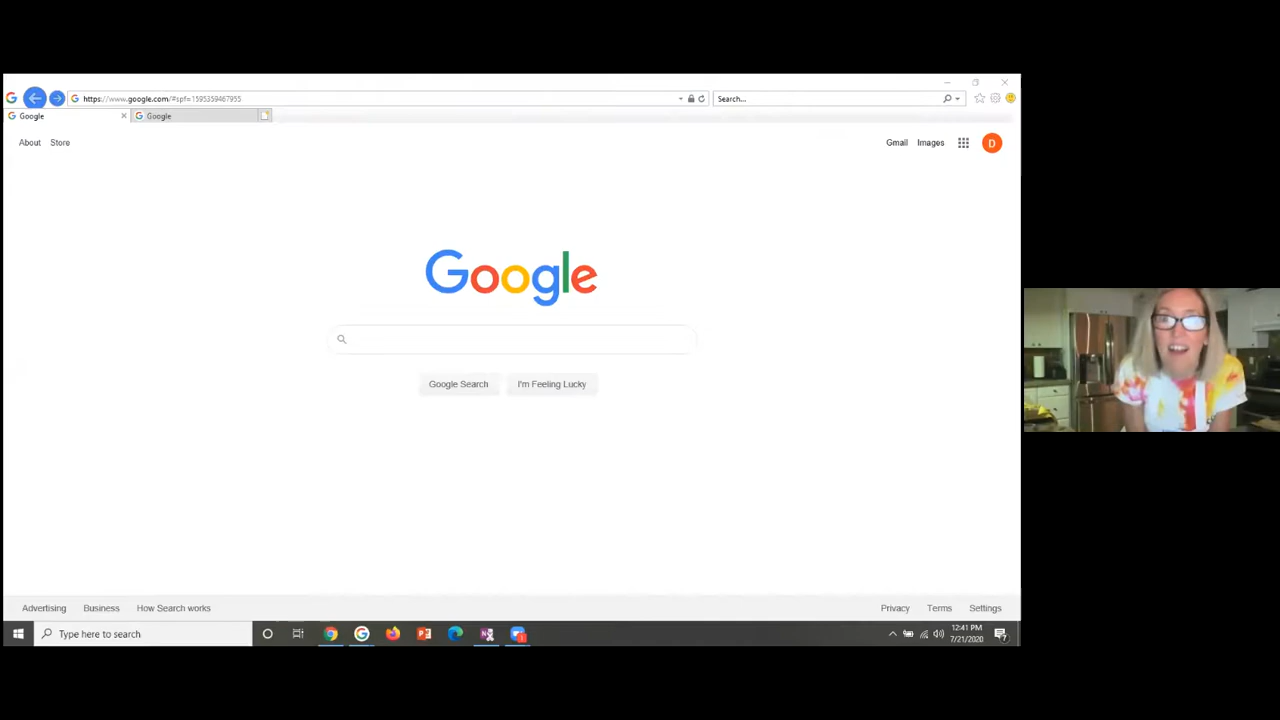 https://www.google.com/#spf=1595359467955
Search...
Google
Google
About Store
Gmail Images
D
Google
Google Search I'm Feeling Lucky
Advertising Business How Search works
Privacy Terms Settings
Type here to search
12:41 PM
7/21/2020